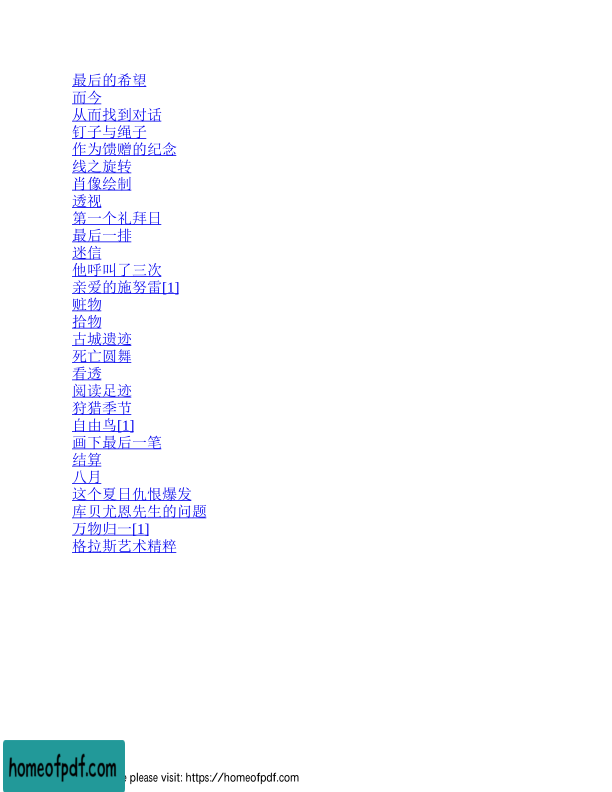 最后的希望
而今
从而找到对话
钉子与绳子
作为馈赠的纪念
线之旋转
肖像绘制
透视
第一个礼拜日
最后一排
迷信
他呼叫了三次
亲爱的施努雷[1]
赃物
拾物
古城遗迹
死亡圆舞
看透
阅读足迹
狩猎季节
自由鸟[1]
画下最后一笔
结算
八月
这个夏日仇恨爆发
库贝尤恩先生的问题
万物归一[1]
格拉斯艺术精粹
homeofpdf.com
please visit: https://homeofpdf.com